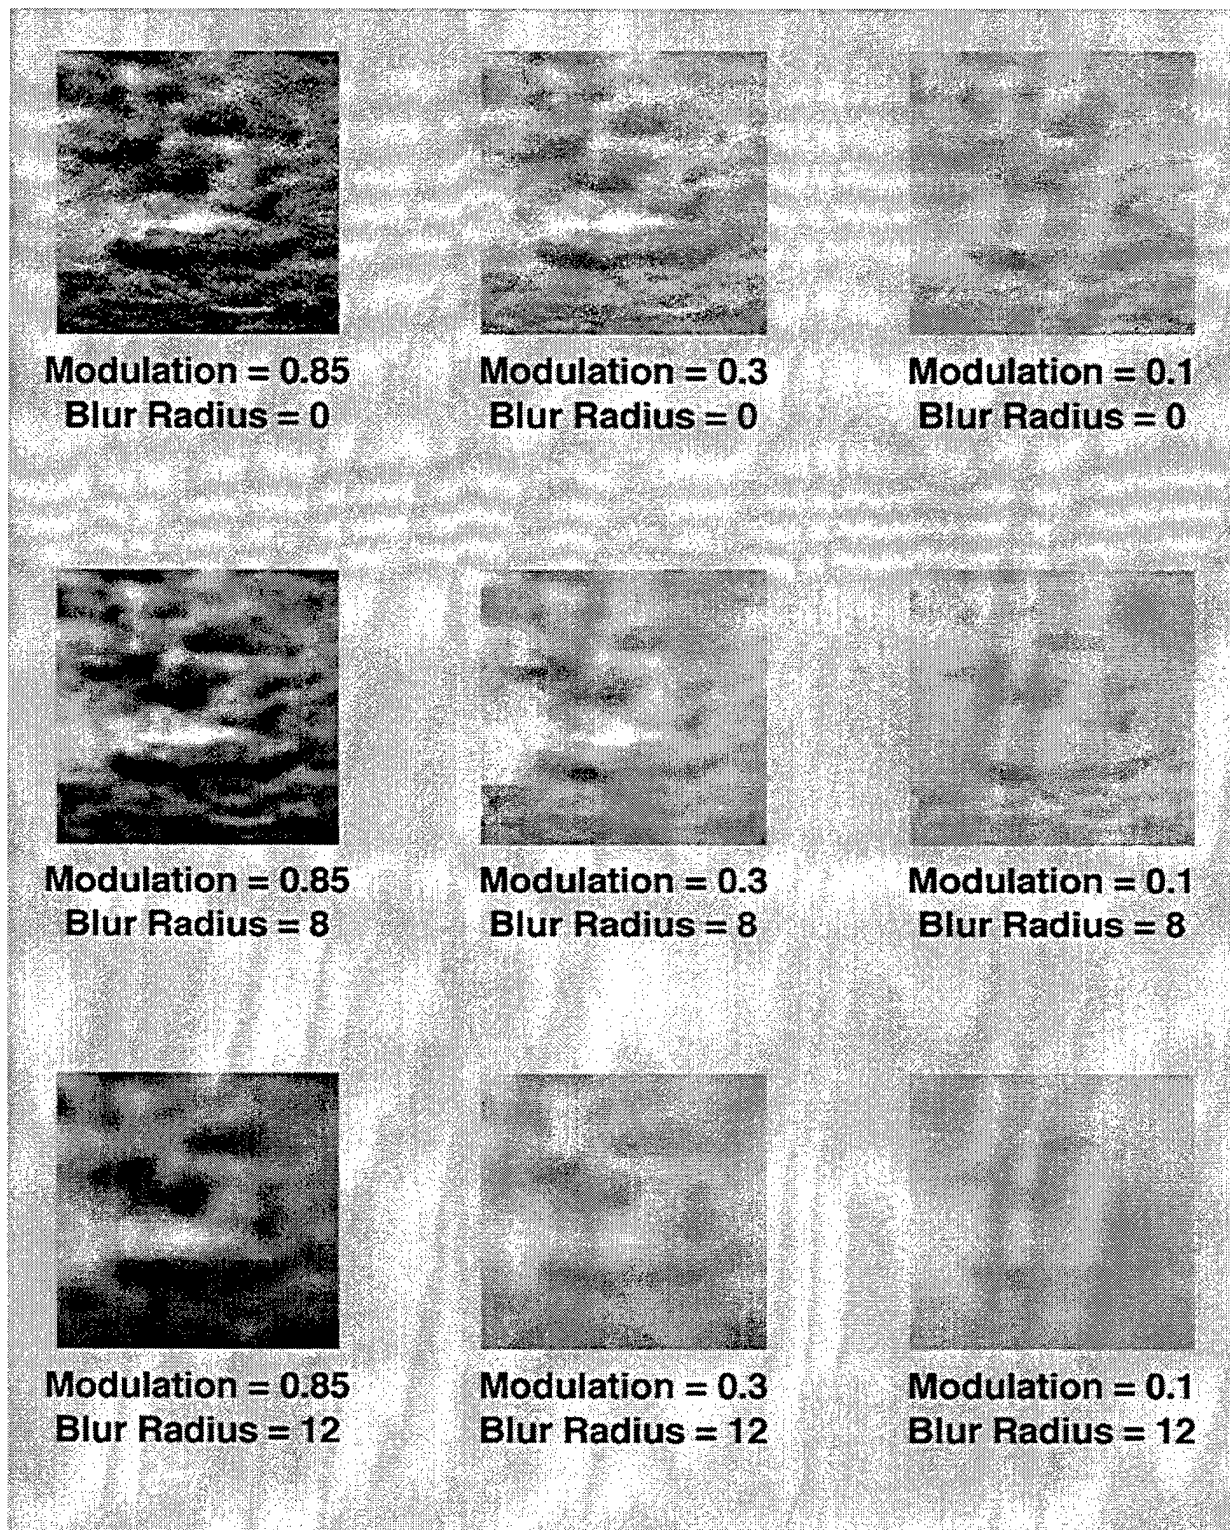 Modulation = 0.85
Blur Radius = 0
Modulation = 0.3
Blur Radius = 0
Modulation = 0.1
Blur Radius = 0
Modulation = 0.85
Blur Radius = 8
Modulation = 0.3
Blur Radius = 8
Modulation = 0.1
Blur Radius = 8
Modulation = 0.85
Blur Radius = 12
Modulation = 0.3
Blur Radius = 12
Modulation = 0.1
Blur Radius = 12